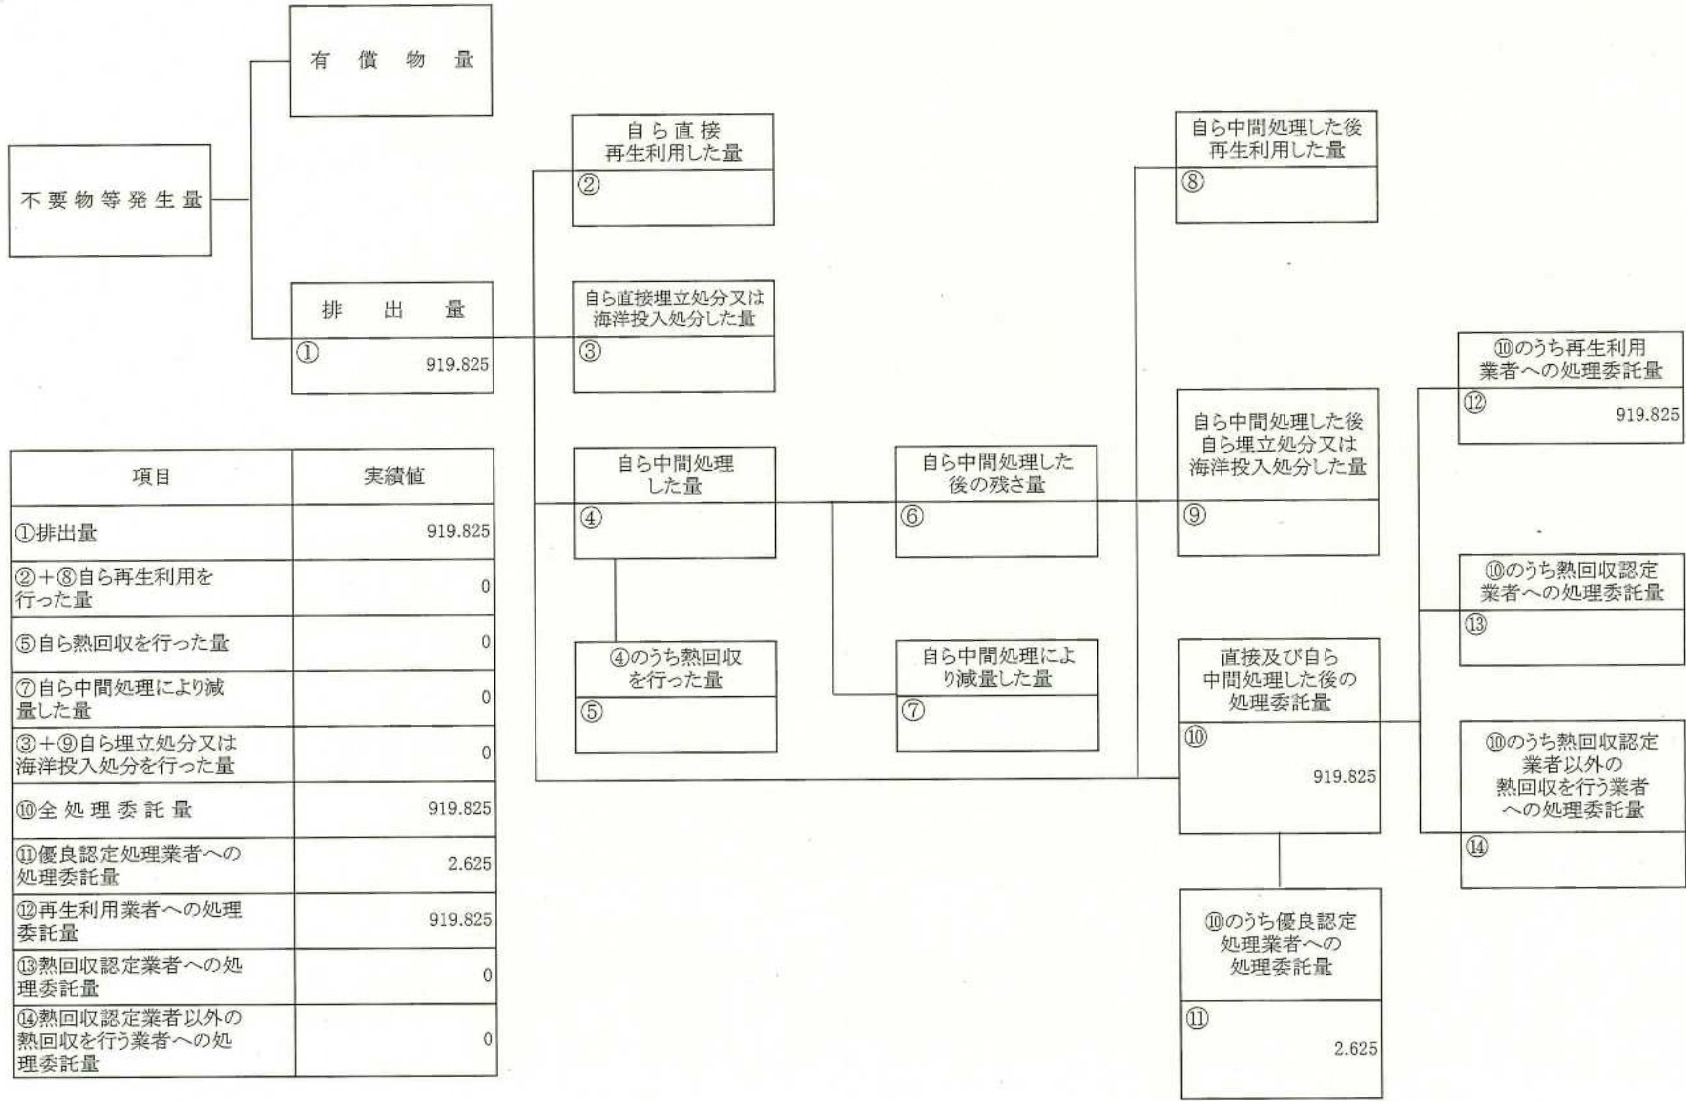 有償物量
不要物等発生量
排出量
①
919.825
自ら直接
再生利用した量
②
自ら直接埋立処分又は
海洋投入処分した量
③
自ら中間処理
した量
④
④のうち熱回収
を行った量
⑤
自ら中間処理した
後の残さ量
⑥
自ら中間処理によ
り減量した量
⑦
自ら中間処理した後
再生利用した量
⑧
自ら中間処理した後
自ら埋立処分又は
海洋投入処分した量
⑨
直接及び自ら
中間処理した後の
処理委託量
⑩
919.825
⑩のうち優良認定
処理業者への
処理委託量
⑪
2.625
⑩のうち再生利用
業者への処理委託量
⑫
919.825
⑩のうち熱回収認定
業者への処理委託量
⑬
⑩のうち熱回収認定
業者以外の
熱回収を行う業者
への処理委託量
⑭
項目 実績値
①排出量 919.825
②+⑧自ら再生利用を
行った量 0
⑤自ら熱回収を行った量 0
⑦自ら中間処理により減
量した量 0
③+⑨自ら埋立処分又は
海洋投入処分を行った量 0
⑩全処理委託量 919.825
⑪優良認定処理業者への
処理委託量 2.625
⑫再生利用業者への処理
委託量 919.825
⑬熱回収認定業者への処
理委託量 0
⑭熱回収認定業者以外の
熱回収を行う業者への処
理委託量 0